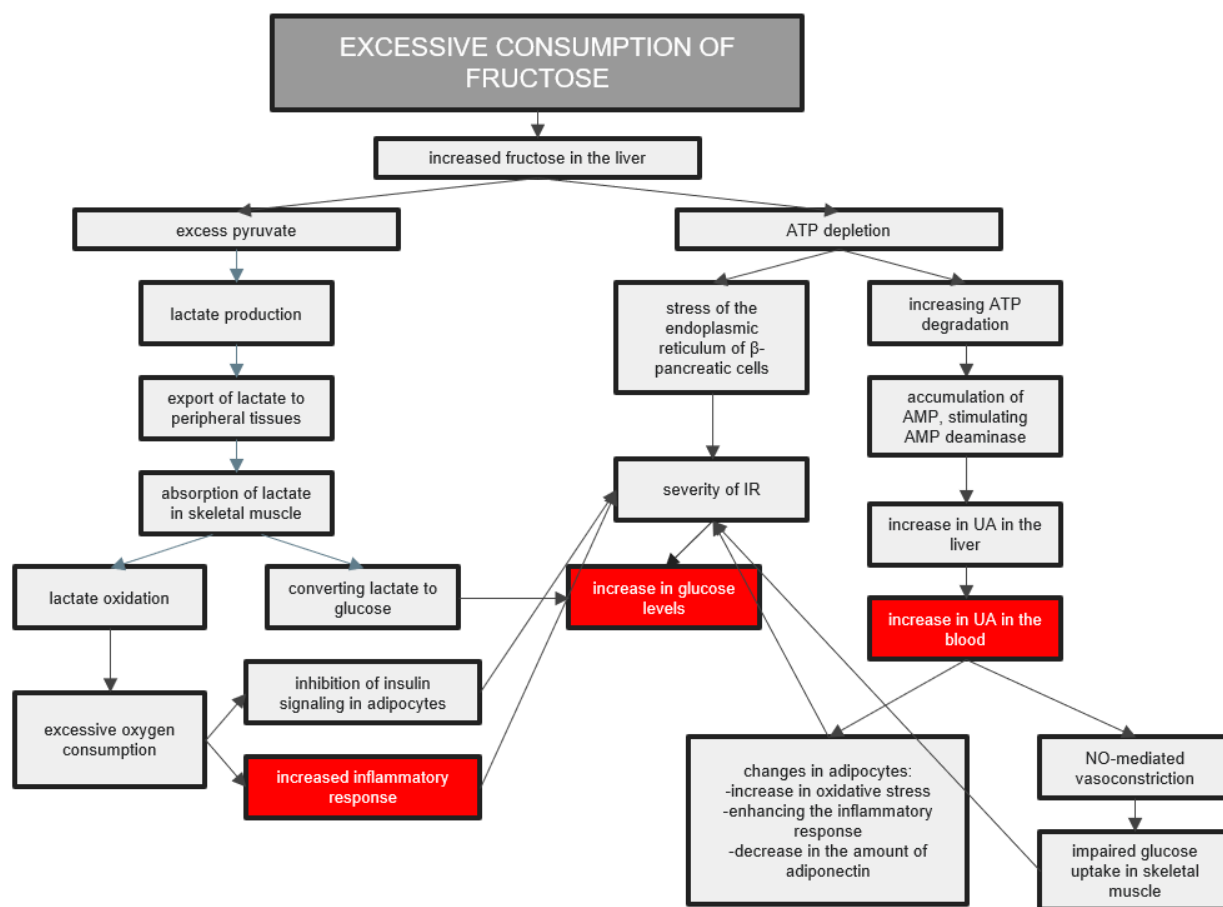 EXCESSIVE CONSUMPTION OF
FRUCTOSE
increased fructose in the liver
excess pyruvate
ATP depletion
lactate production
stress of the
endoplasmic
reticulum of β-
pancreatic cells
increasing ATP
degradation
export of lactate to
peripheral tissues
accumulation of
AMP, stimulating
AMP deaminase
absorption of lactate
in skeletal muscle
severity of IR
increase in UA in the
liver
lactate oxidation
converting lactate to
glucose
increase in glucose
levels
increase in UA in the
blood
excessive oxygen
consumption
inhibition of insulin
signaling in adipocytes
increased inflammatory
response
changes in adipocytes:
-increase in oxidative stress
-enhancing the inflammatory
response
-decrease in the amount of
adiponectin
NO-mediated
vasoconstriction
impaired glucose
uptake in skeletal
muscle